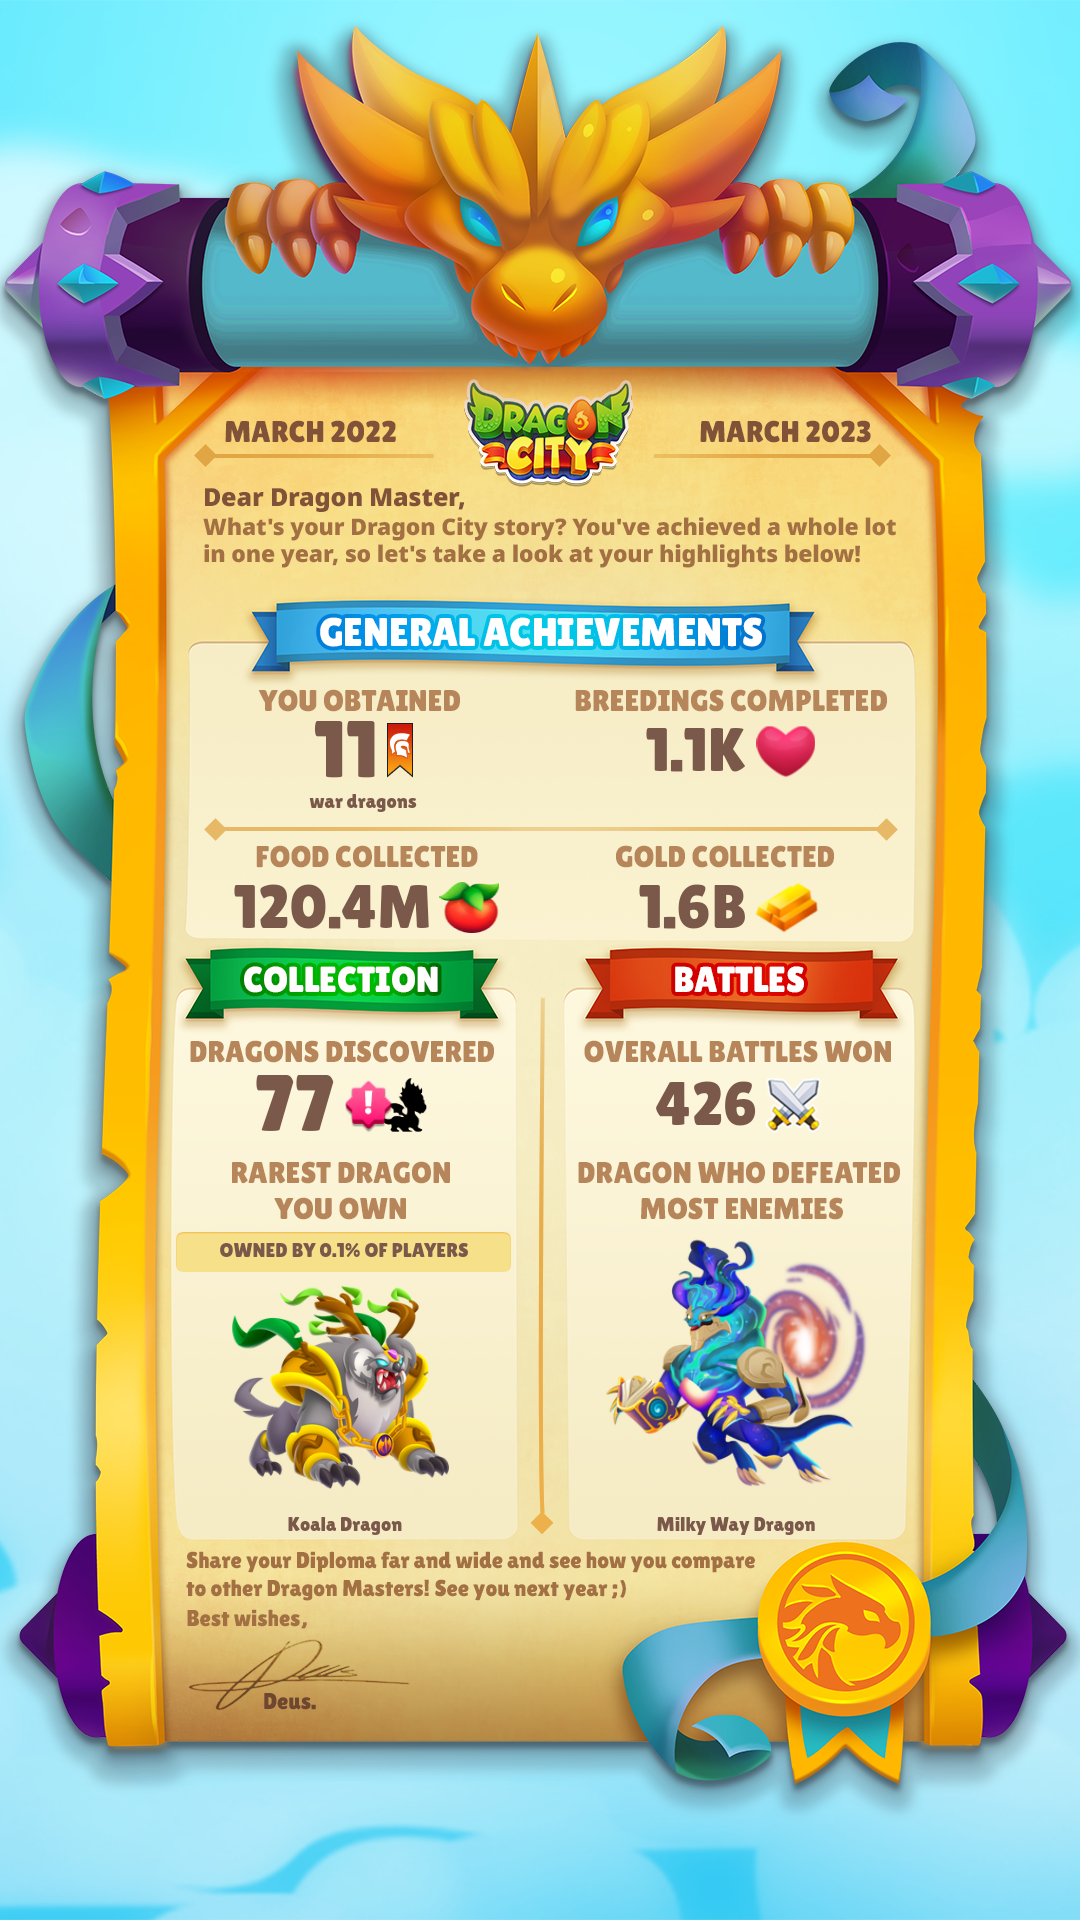 DRAGON
CITY
MARCH 2022
MARCH 2023
Dear Dragon Master,
What's your Dragon City story? You've achieved a whole lot
in one year, so let's take a look at your highlights below!
GENERAL ACHIEVEMENTS
YOU OBTAINED
11
war dragons
BREEDINGS COMPLETED
1.1K
FOOD COLLECTED
120.4M
GOLD COLLECTED
1.6B
COLLECTION
DRAGONS DISCOVERED
77 !
RAREST DRAGON
YOU OWN
OWNED BY 0.1% OF PLAYERS
Koala Dragon
BATTLES
OVERALL BATTLES WON
426
DRAGON WHO DEFEATED
MOST ENEMIES
Milky Way Dragon
Share your Diploma far and wide and see how you compare
to other Dragon Masters! See you next year ;)
Best wishes,
Deus
Deus.